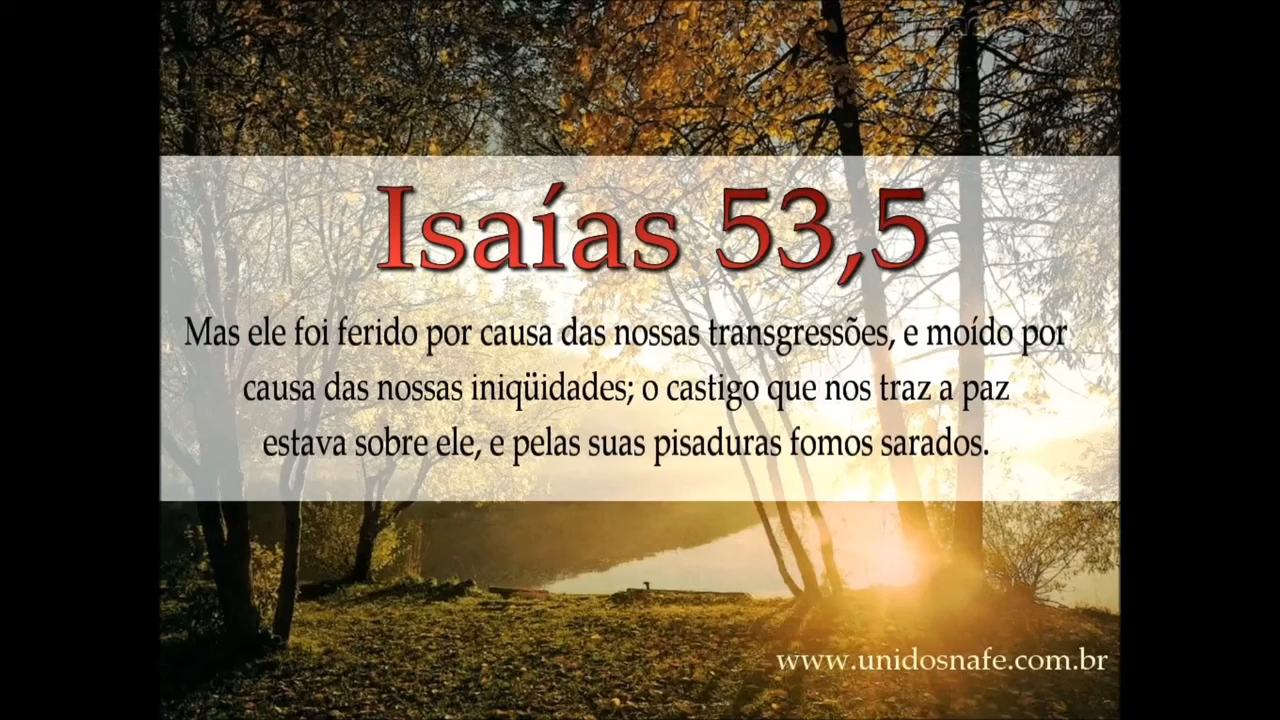 Isaías 53,5
Mas ele foi ferido por causa das nossas transgressões, e moído por
causa das nossas iniqüidades; o castigo que nos traz a paz
estava sobre ele, e pelas suas pisaduras fomos sarados.
www.unidosnafe.com.br